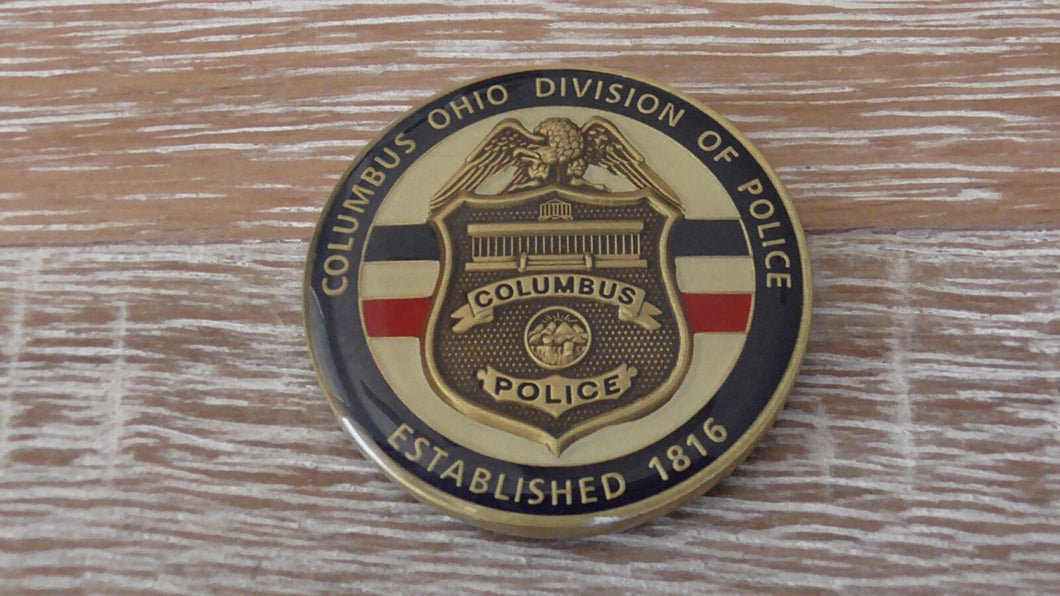 COLUMBUS OHIO DIVISION OF POLICE
COLUMBUS
POLICE
ESTABLISHED 1816